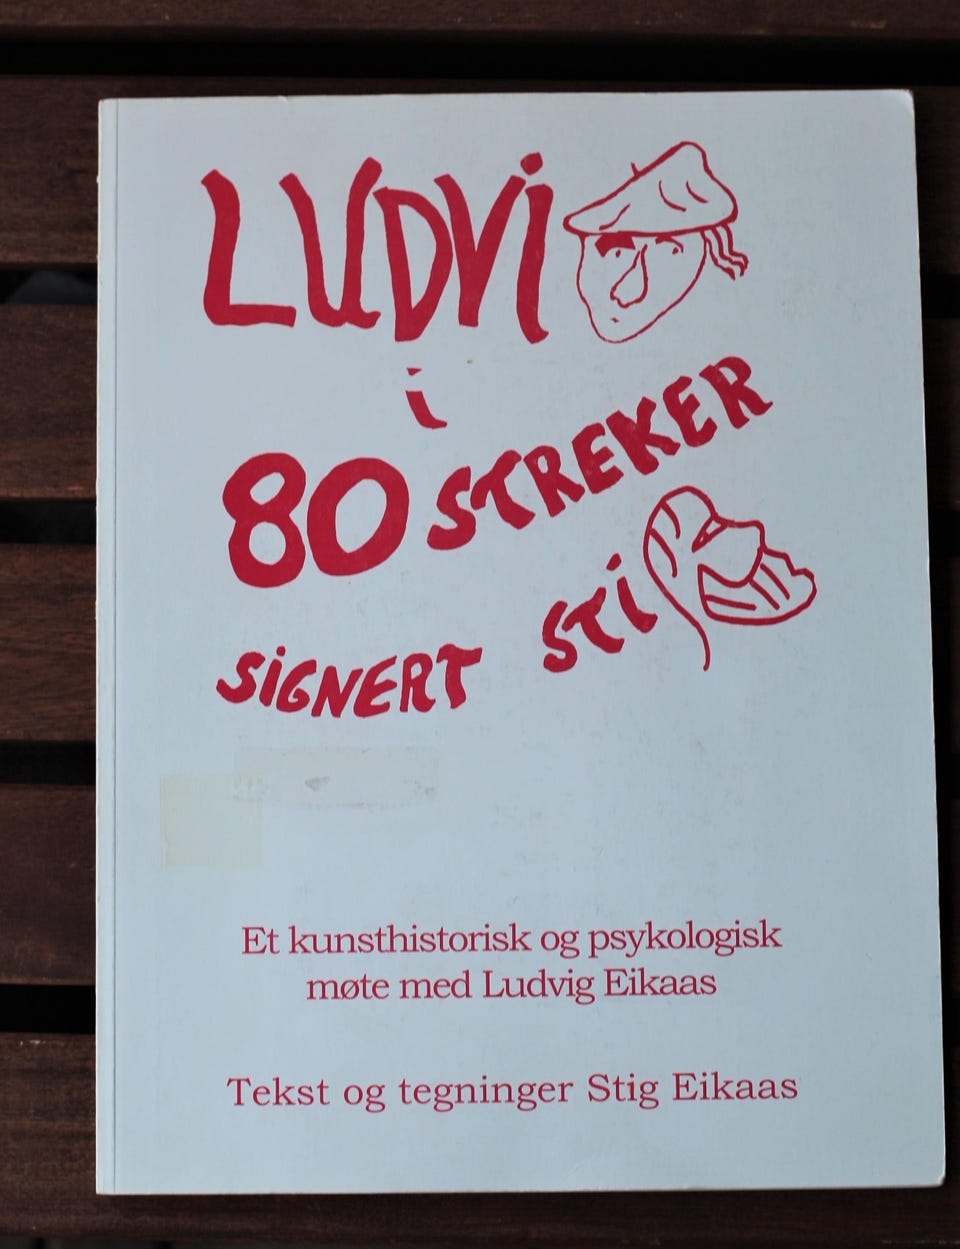 LUDVi
i
80 STREKER
SiGNERT STi
Et kunsthistorisk og psykologisk
møte med Ludvig Eikaas
Tekst og tegninger Stig Eikaas